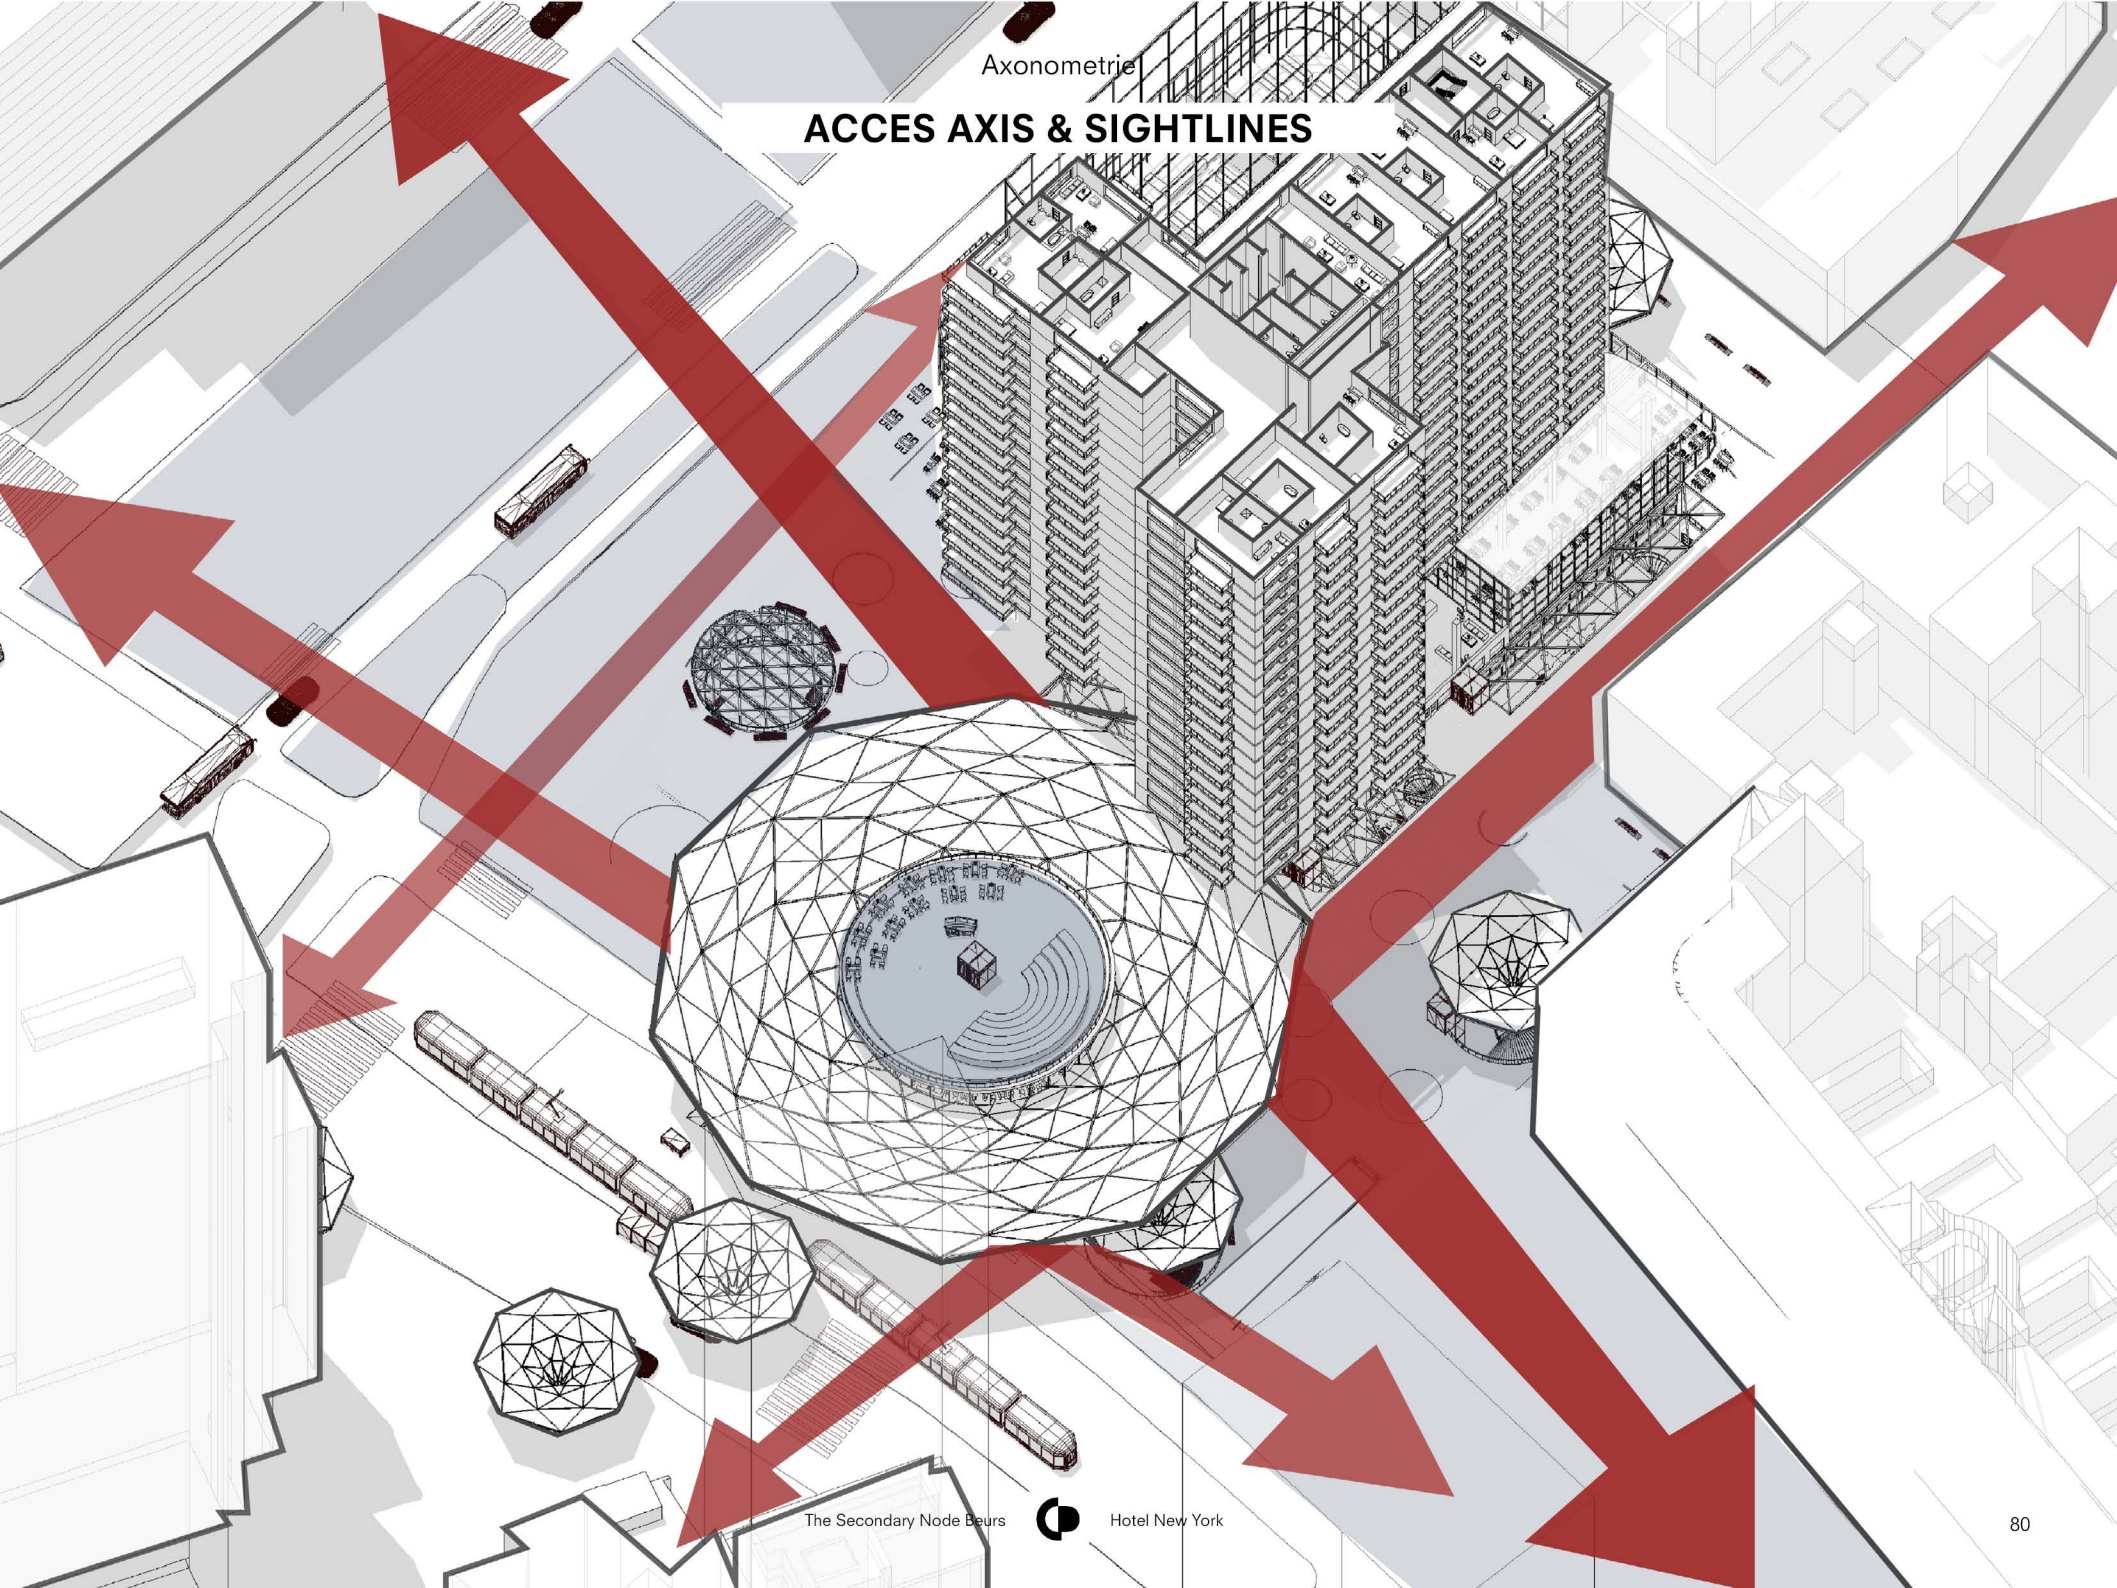 Axonometrie
ACCES AXIS & SIGHTLINES
The Secondary Node Beurs
Hotel New York
80